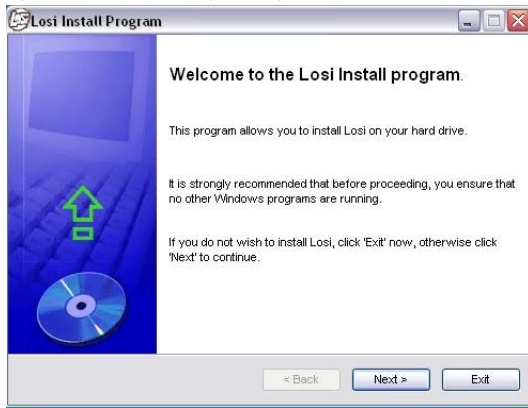 Losi Install Program
Welcome to the Losi Install program.
This program allows you to install Losi on your hard drive.
It is strongly recommended that before proceeding, you ensure that
no other Windows programs are running.
If you do not wish to install Losi, click 'Exit' now, otherwise click
'Next' to continue.
< Back
Next >
Exit